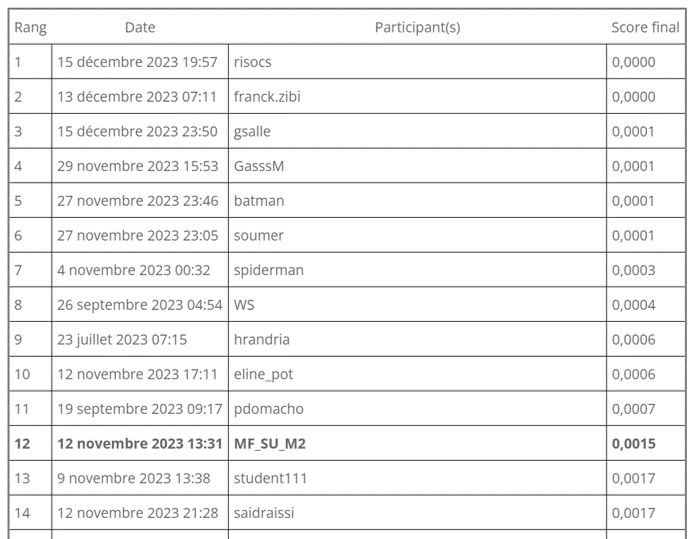 Rang Date Participant(s) Score final
1 15 décembre 2023 19:57 risocs 0,0000
2 13 décembre 2023 07:11 franck.zibi 0,0000
3 15 décembre 2023 23:50 gsalle 0,0001
4 29 novembre 2023 15:53 GasssM 0,0001
5 27 novembre 2023 23:46 batman 0,0001
6 27 novembre 2023 23:05 soumer 0,0001
7 4 novembre 2023 00:32 spiderman 0,0003
8 26 septembre 2023 04:54 WS 0,0004
9 23 juillet 2023 07:15 hrandria 0,0006
10 12 novembre 2023 17:11 eline_pot 0,0006
11 19 septembre 2023 09:17 pdomacho 0,0007
12 12 novembre 2023 13:31 MF_SU_M2 0,0015
13 9 novembre 2023 13:38 student111 0,0017
14 12 novembre 2023 21:28 saidraissi 0,0017